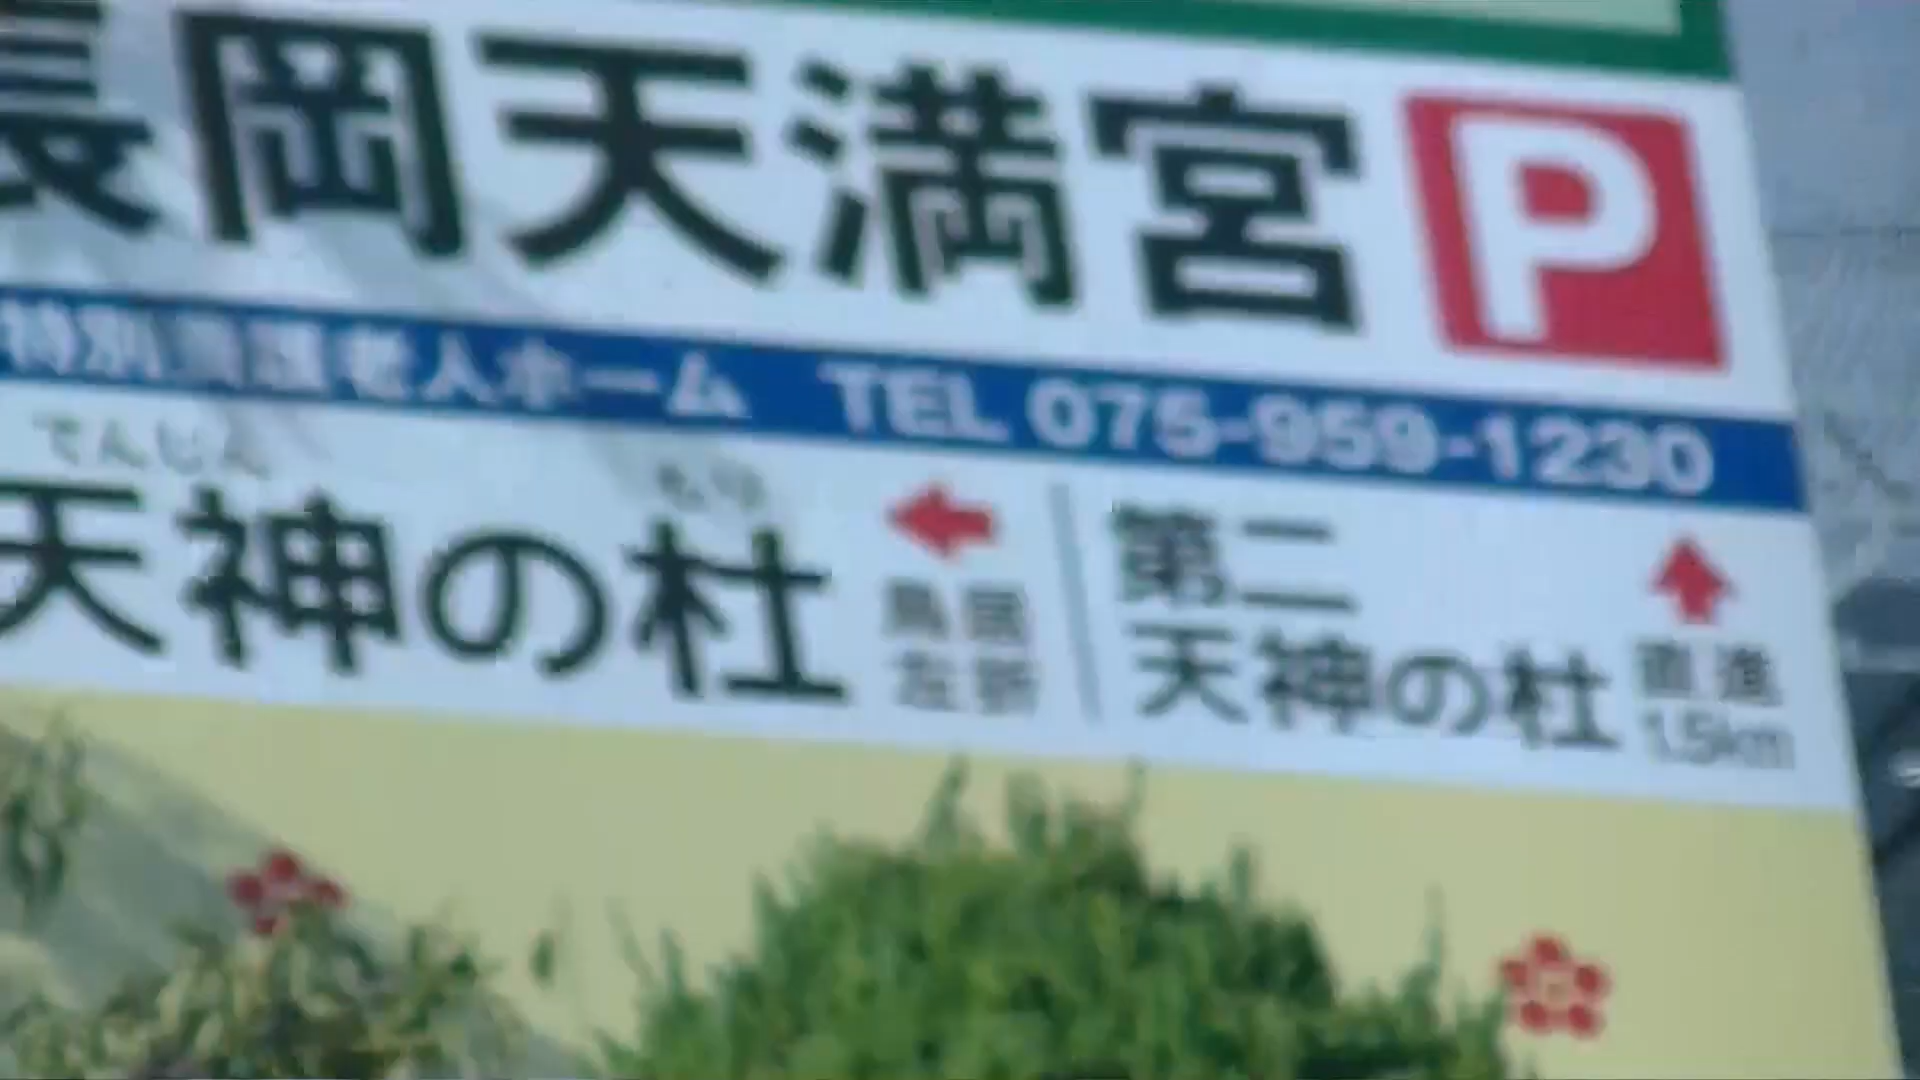 長岡天満宮 P
特別養護老人ホーム TEL 075-959-1230
てんじん もり
天神の杜
鳥居
左折
第二
天神の杜
直進
1.5km